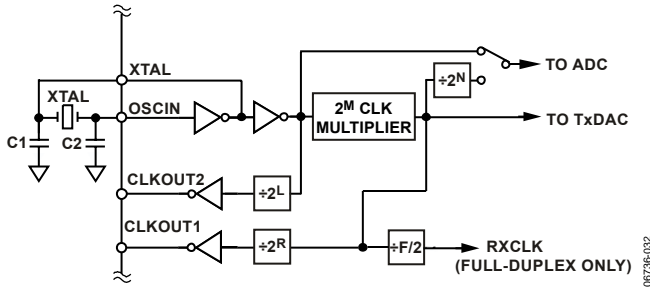 XTAL
TO ADC
÷2N
XTAL
OSCIN
2M CLK
MULTIPLIER
TO TxDAC
C1
C2
CLKOUT2
÷2L
CLKOUT1
÷2R
÷F/2
RXCLK
(FULL-DUPLEX ONLY)
06736-032